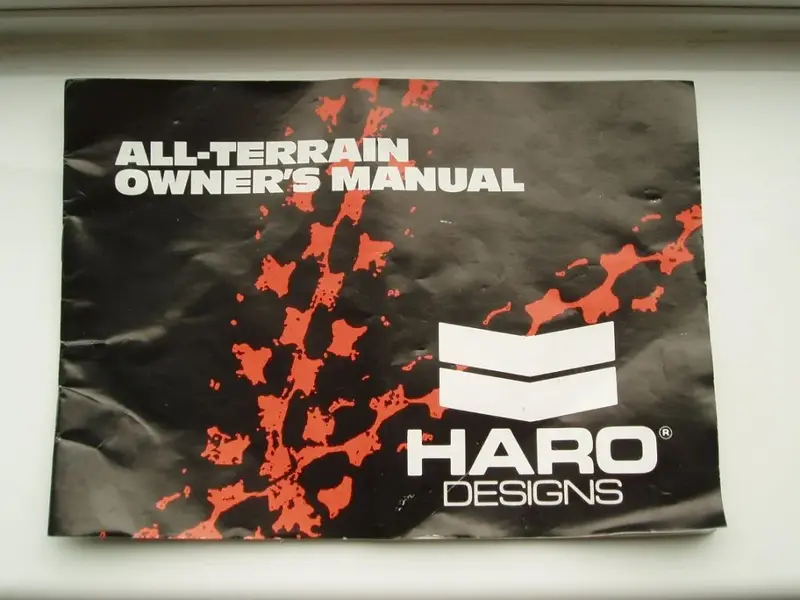 ALL-TERRAIN
OWNER'S MANUAL
HARO®
DESIGNS